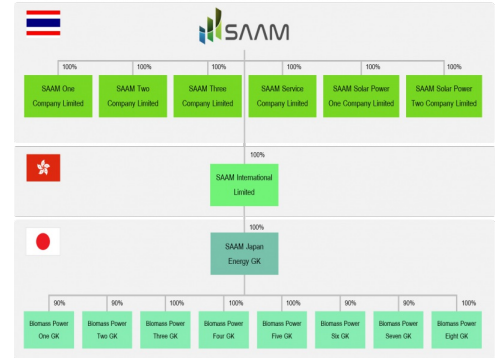 SAAM
100% 100% 100% 100% 100% 100%
SAAM One
Company Limited
SAAM Two
Company Limited
SAAM Three
Company Limited
SAAM Service
Company Limited
SAAM Solar Power
One Company Limited
SAAM Solar Power
Two Company Limited
100%
SAAM International
Limited
100%
SAAM Japan
Energy GK
90% 90% 100% 100% 100% 90% 90% 100%
Biomass Power
One GK
Biomass Power
Two GK
Biomass Power
Three GK
Biomass Power
Four GK
Biomass Power
Five GK
Biomass Power
Six GK
Biomass Power
Seven GK
Biomass Power
Eight GK